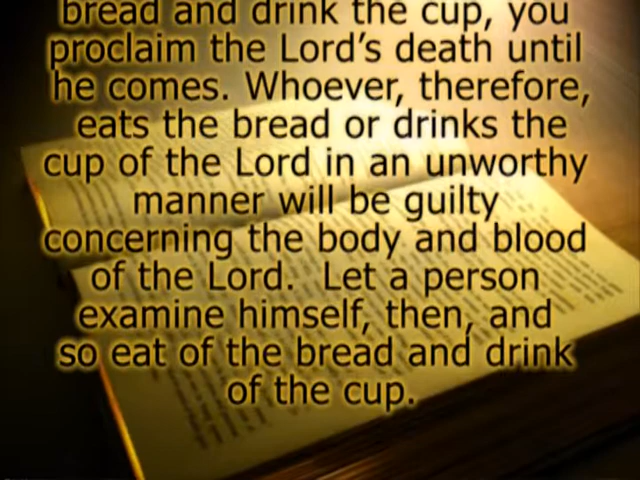 bread and drink the cup, you
proclaim the Lord's death until
he comes. Whoever, therefore,
eats the bread or drinks the
cup of the Lord in an unworthy
manner will be guilty
concerning the body and blood
of the Lord.  Let a person
examine himself, then, and
so eat of the bread and drink
of the cup.